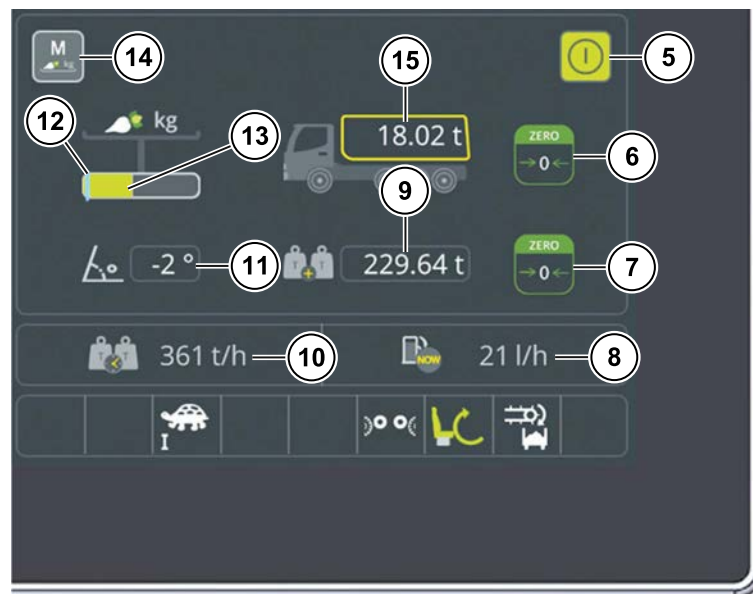 M
kg
14
15
5
12
kg
13
18.02 t
ZERO
→0←
6
9
-2 °
11
T T
229.64 t
ZERO
→0←
7
T T
361 t/h
10
NOW
21 l/h
8
I